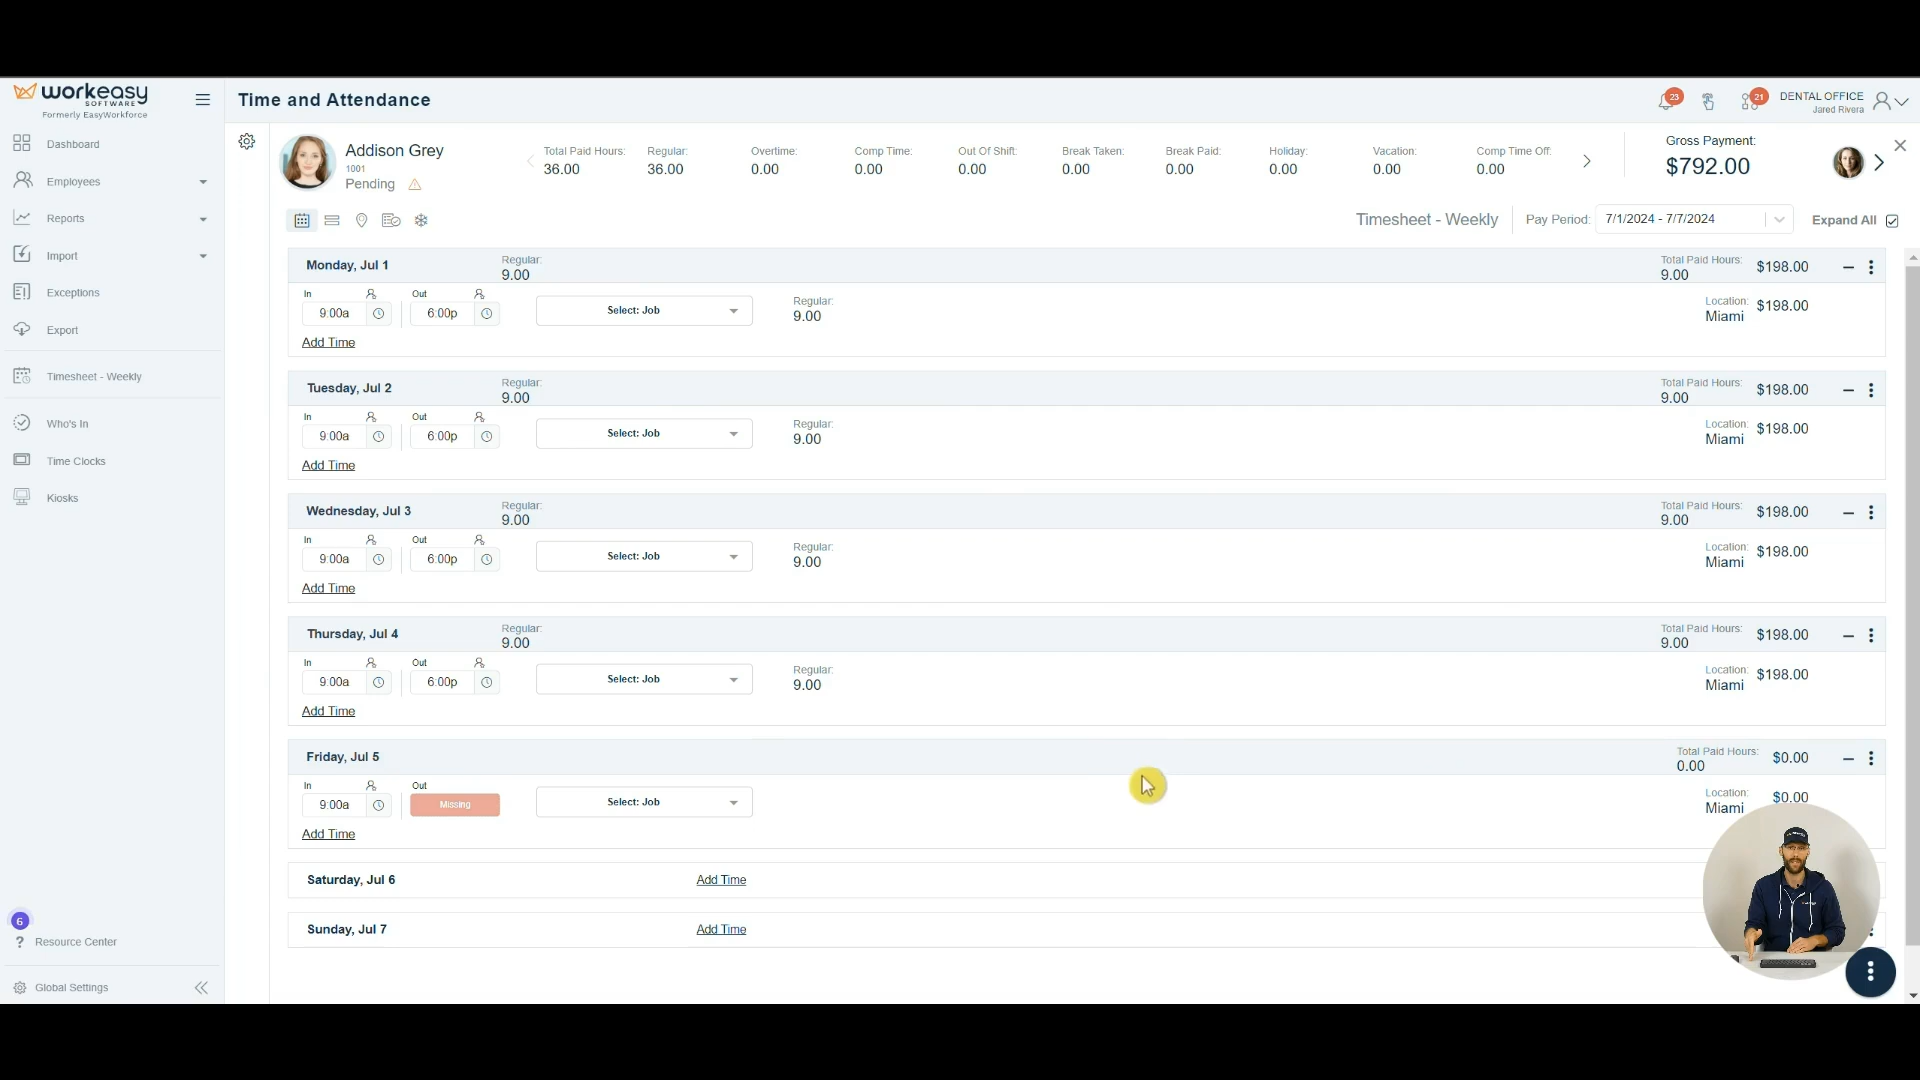 workeasy
SOFTWARE
Formerly EasyWorkforce
Time and Attendance
23
21
DENTAL OFFICE
Jared Rivera
Dashboard
Employees
Reports
Import
Exceptions
Export
Timesheet - Weekly
Who's In
Time Clocks
Kiosks
6
? Resource Center
Global Settings
Addison Grey
1001
Pending
Total Paid Hours: Regular: Overtime: Comp Time: Out Of Shift: Break Taken: Break Paid: Holiday: Vacation: Comp Time Off:
36.00 36.00 0.00 0.00 0.00 0.00 0.00 0.00 0.00 0.00
Gross Payment:
$792.00
Timesheet - Weekly Pay Period: 7/1/2024 - 7/7/2024 Expand All
Monday, Jul 1 Regular: 9.00 Total Paid Hours: 9.00 $198.00
In Out
9:00a 6:00p Select: Job Regular: 9.00 Location: Miami $198.00
Add Time
Tuesday, Jul 2 Regular: 9.00 Total Paid Hours: 9.00 $198.00
In Out
9:00a 6:00p Select: Job Regular: 9.00 Location: Miami $198.00
Add Time
Wednesday, Jul 3 Regular: 9.00 Total Paid Hours: 9.00 $198.00
In Out
9:00a 6:00p Select: Job Regular: 9.00 Location: Miami $198.00
Add Time
Thursday, Jul 4 Regular: 9.00 Total Paid Hours: 9.00 $198.00
In Out
9:00a 6:00p Select: Job Regular: 9.00 Location: Miami $198.00
Add Time
Friday, Jul 5 Total Paid Hours: 0.00 $0.00
In Out
9:00a Missing Select: Job Location: Miami $0.00
Add Time
Saturday, Jul 6 Add Time
Sunday, Jul 7 Add Time